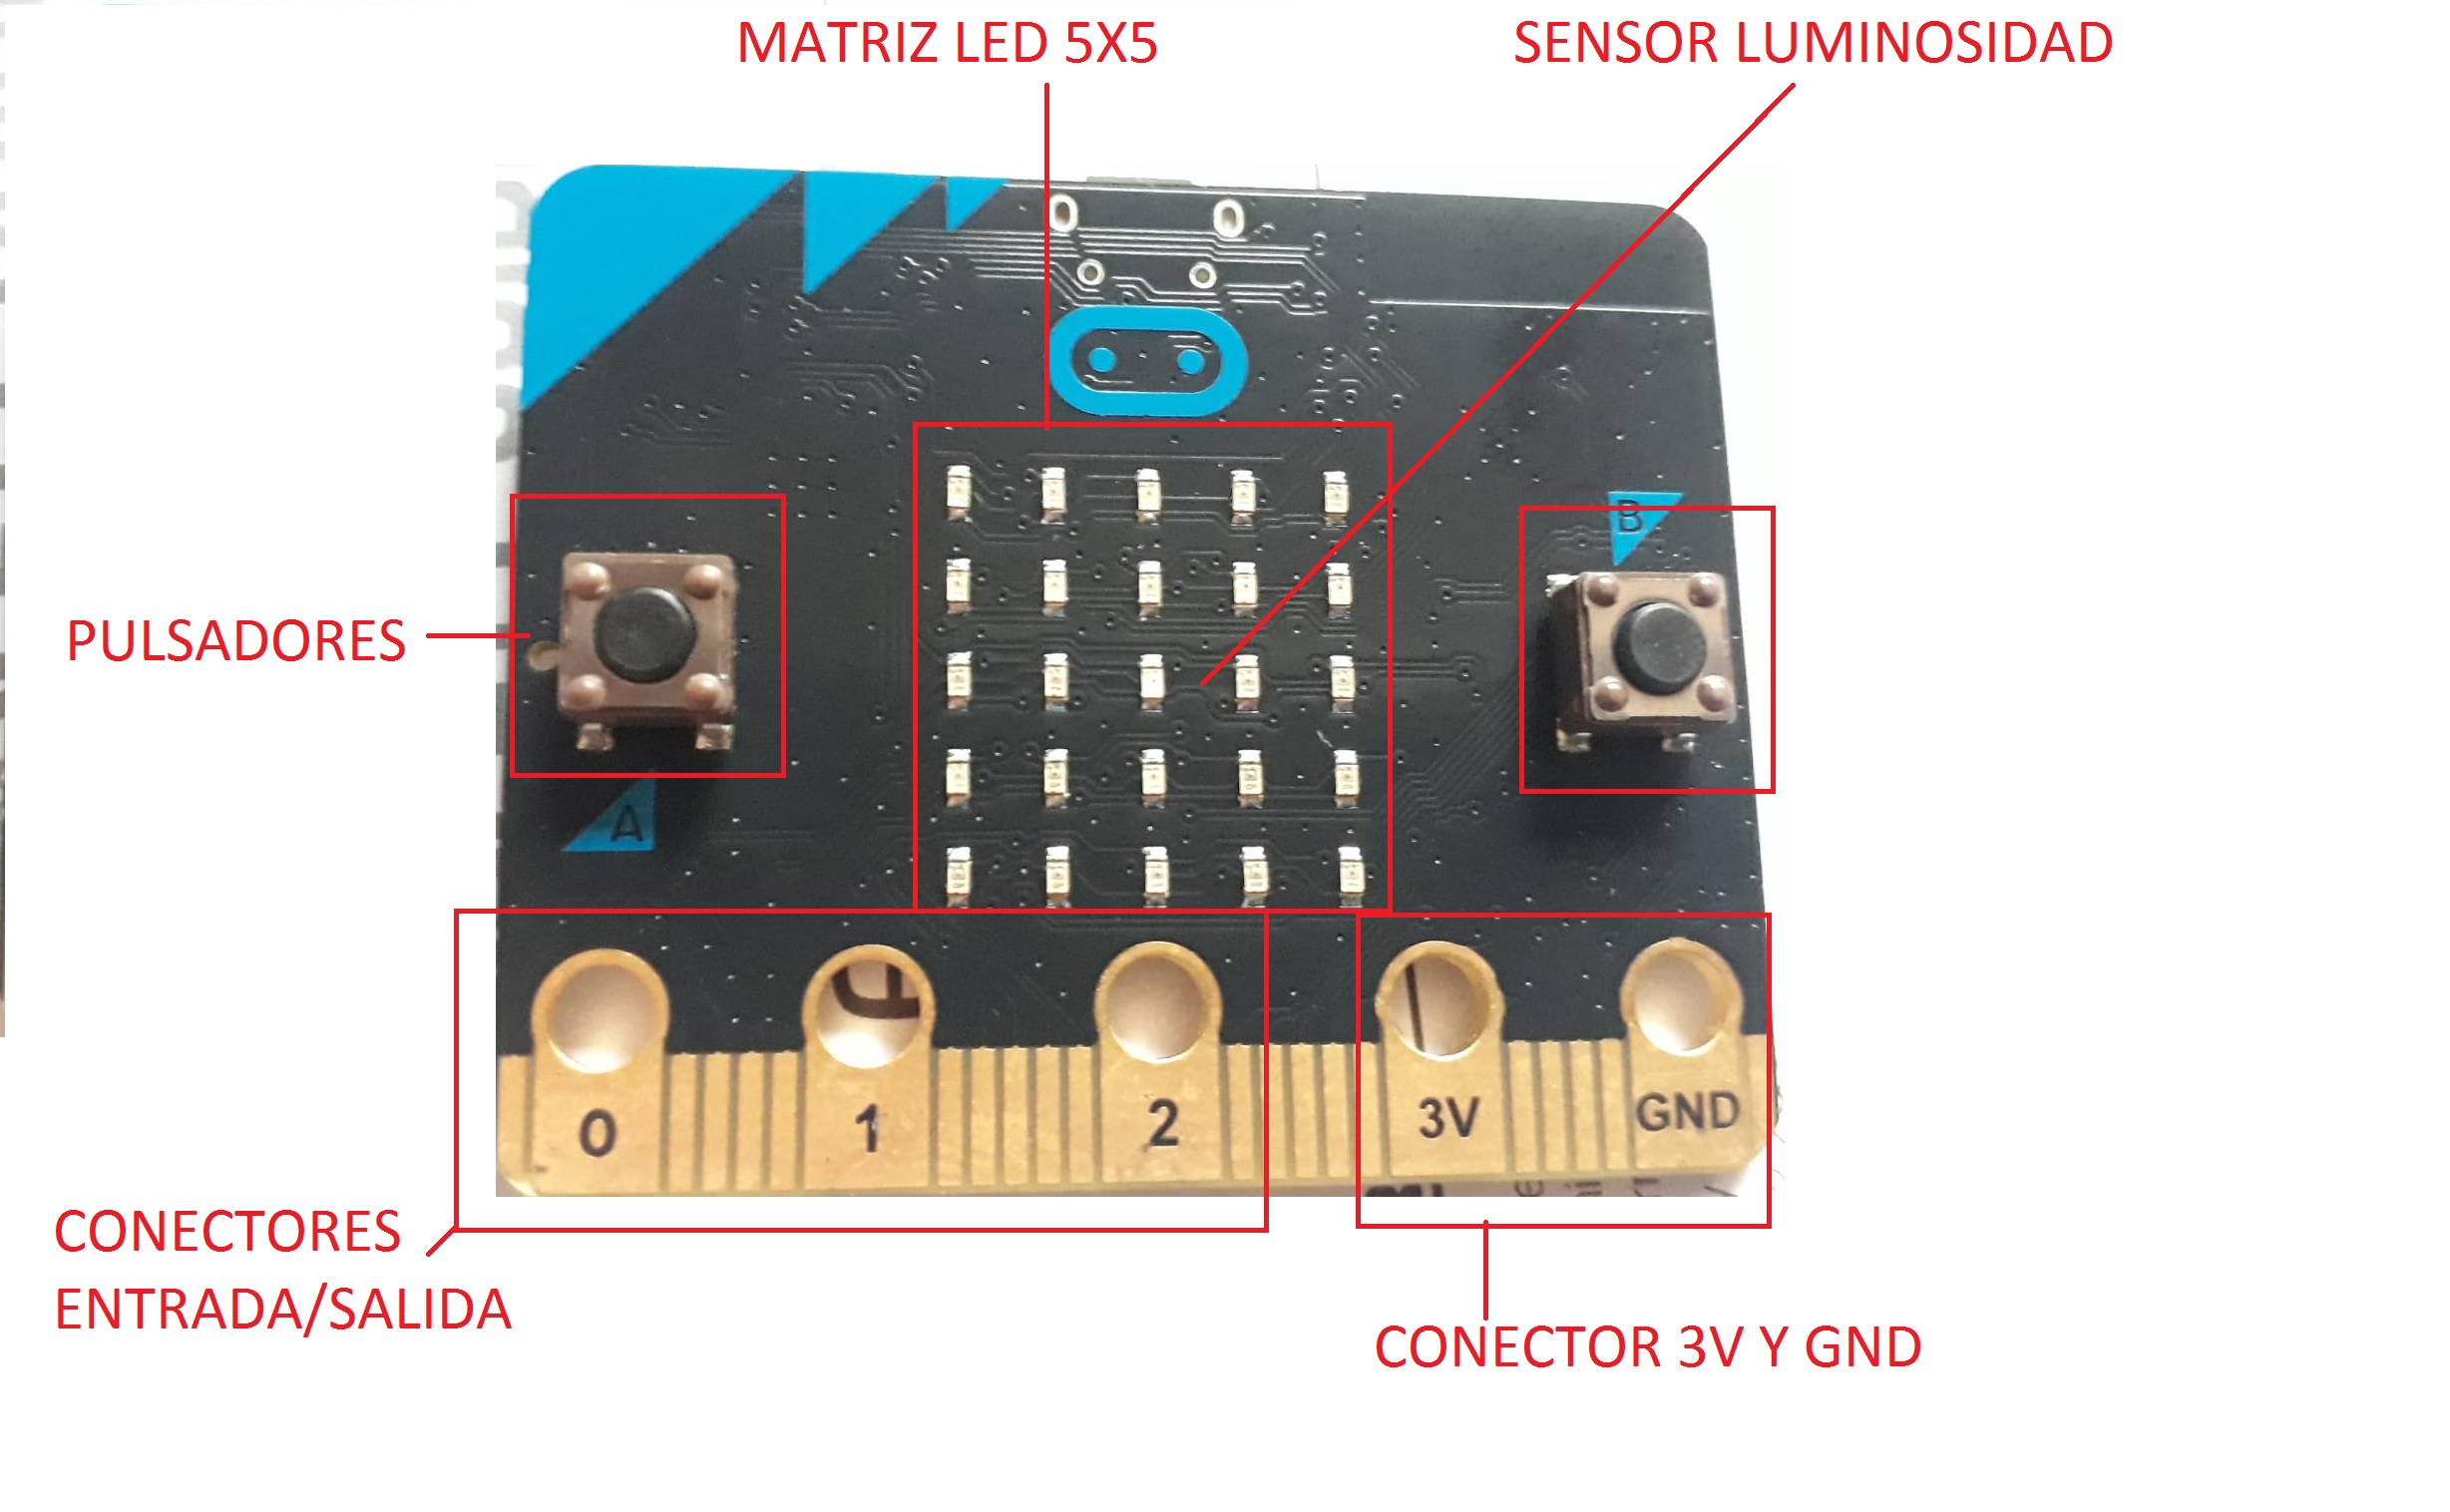 MATRIZ LED 5X5
SENSOR LUMINOSIDAD
B
PULSADORES
A
0 1 2 3V GND
CONECTORES
ENTRADA/SALIDA
CONECTOR 3V Y GND